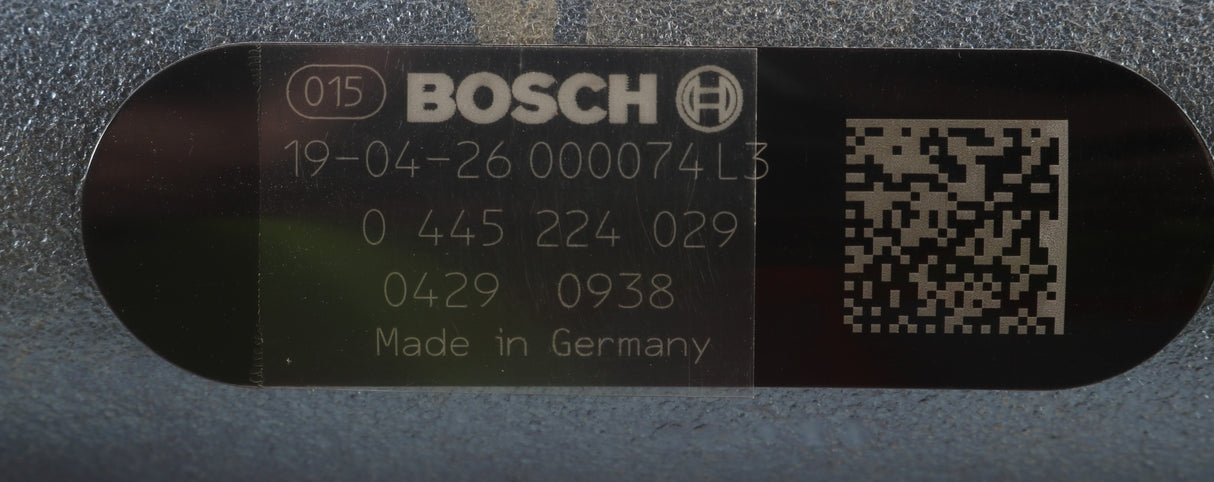 015 BOSCH
19-04-26 000074L3
0 445 224 029
0429 0938
Made in Germany